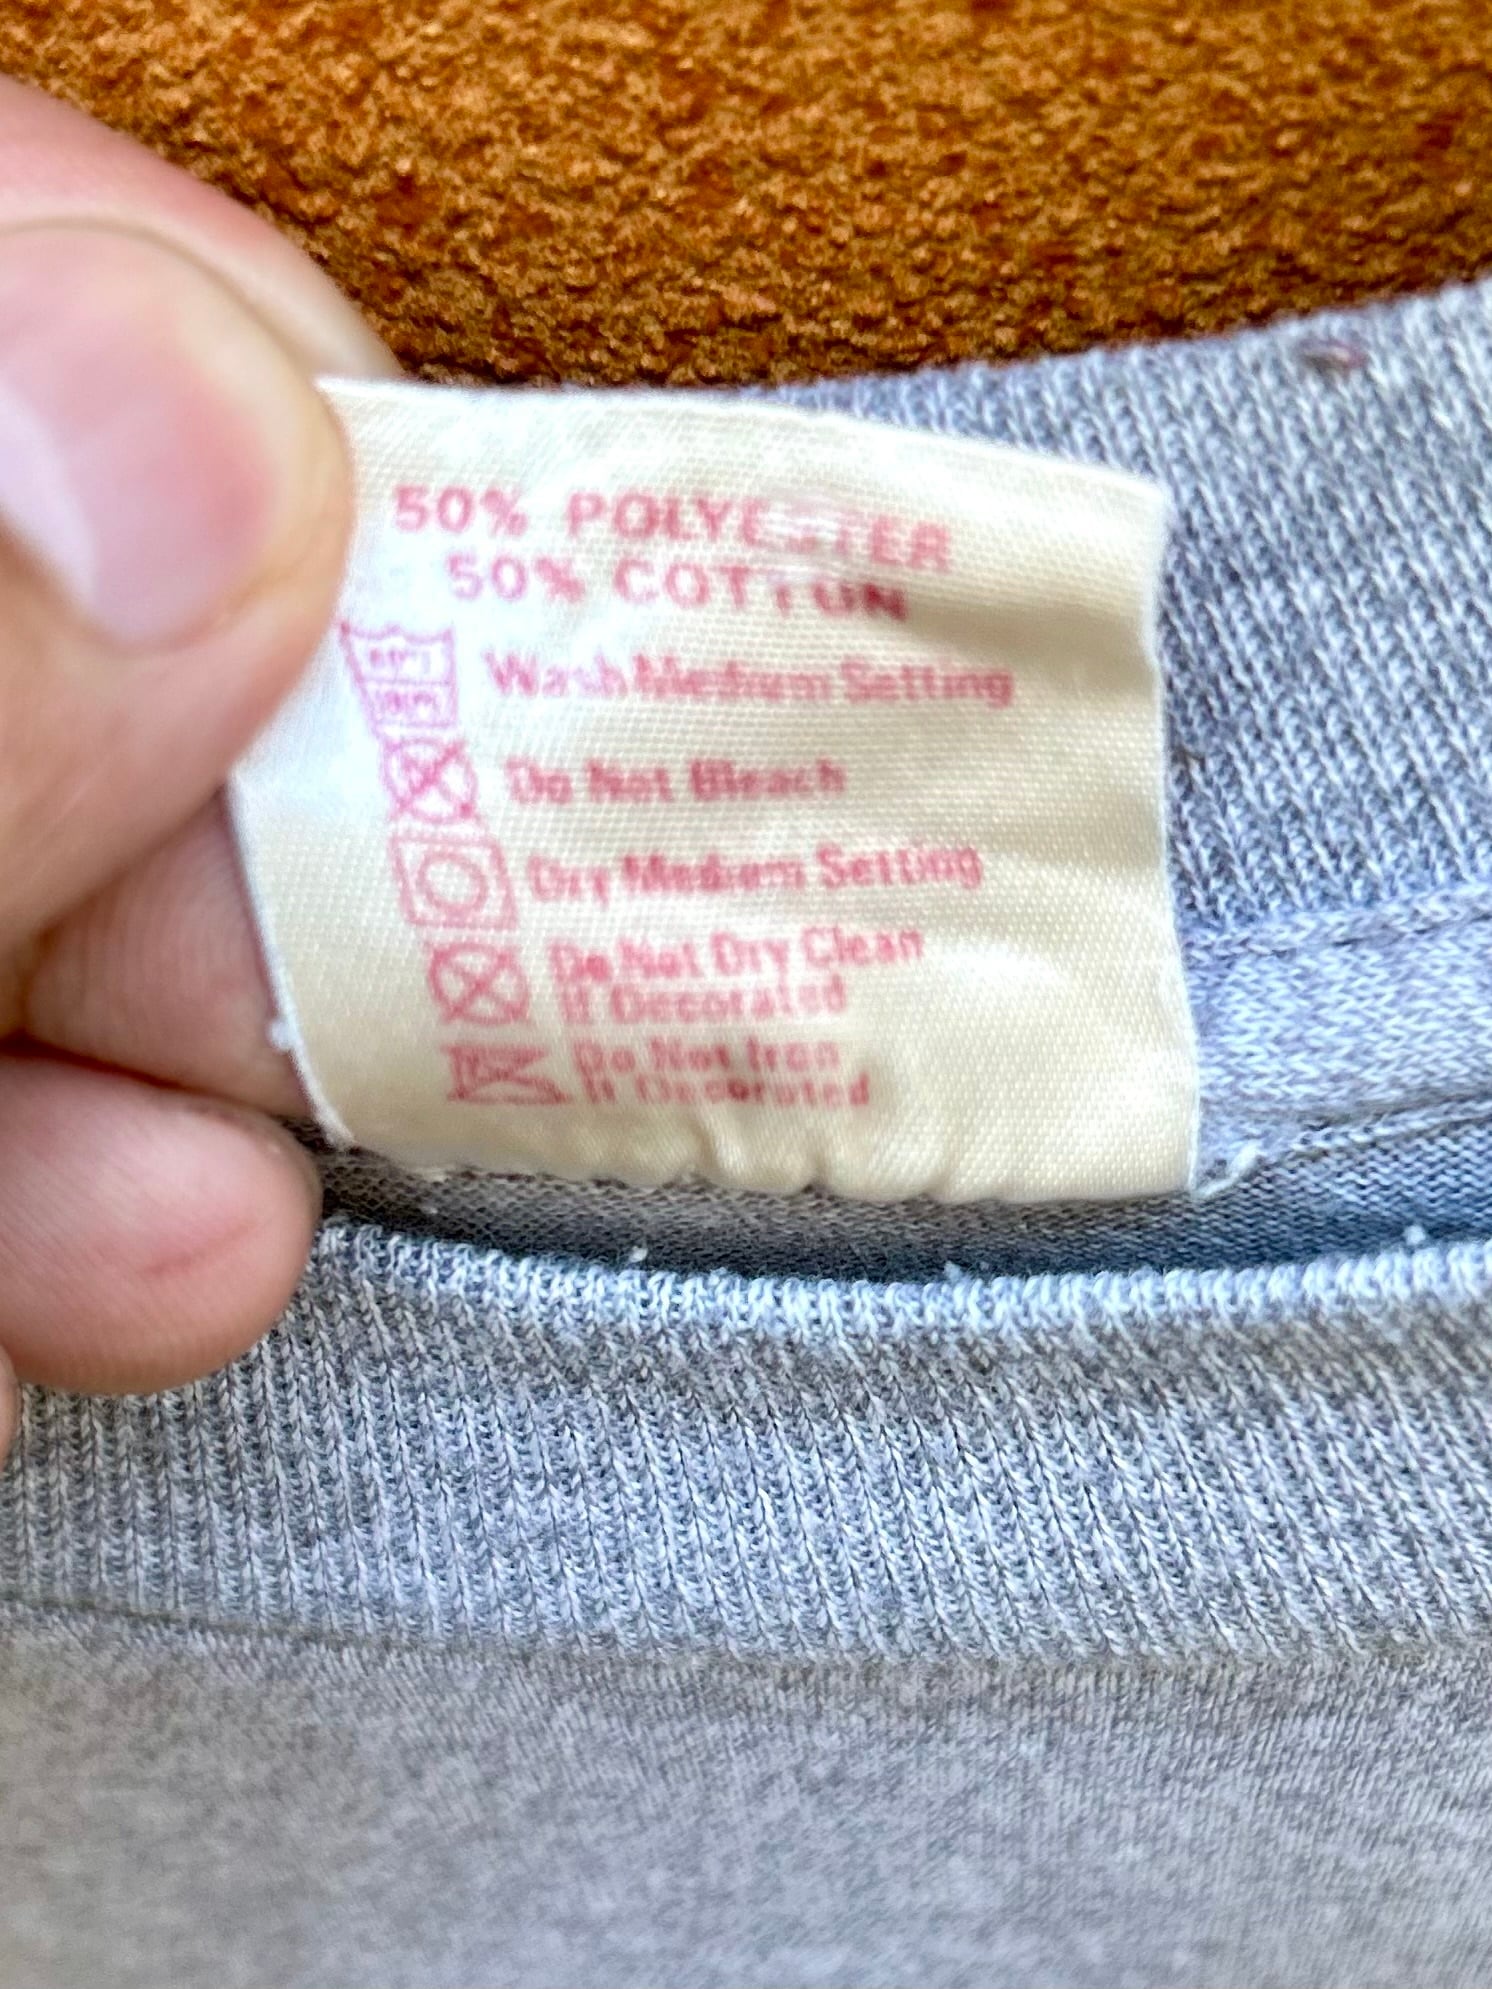 50% POLYESTER
50% COTTON
Wash Medium Setting
Do Not Bleach
Dry Medium Setting
Do Not Dry Clean
If Decorated
Do Not Iron
If Decorated